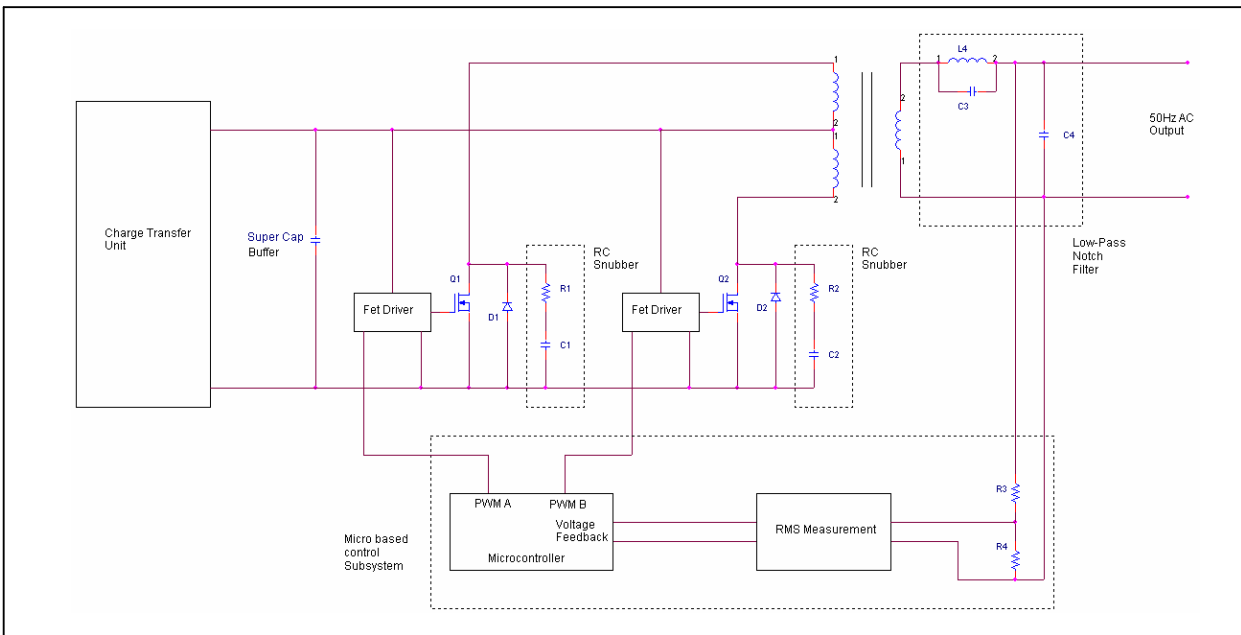 L4
1
2
1
C3
2
50Hz AC
Output
C4
2
1
1
2
Charge Transfer
Unit
Super Cap
Buffer
RC
Snubber
RC
Snubber
Low-Pass
Notch
Filter
Q1
R1
Q2
R2
Fet Driver
D1
Fet Driver
D2
C1
C2
PWM A
PWM B
R3
Voltage
Feedback
RMS Measurement
Micro based
control
Subsystem
Microcontroller
R4